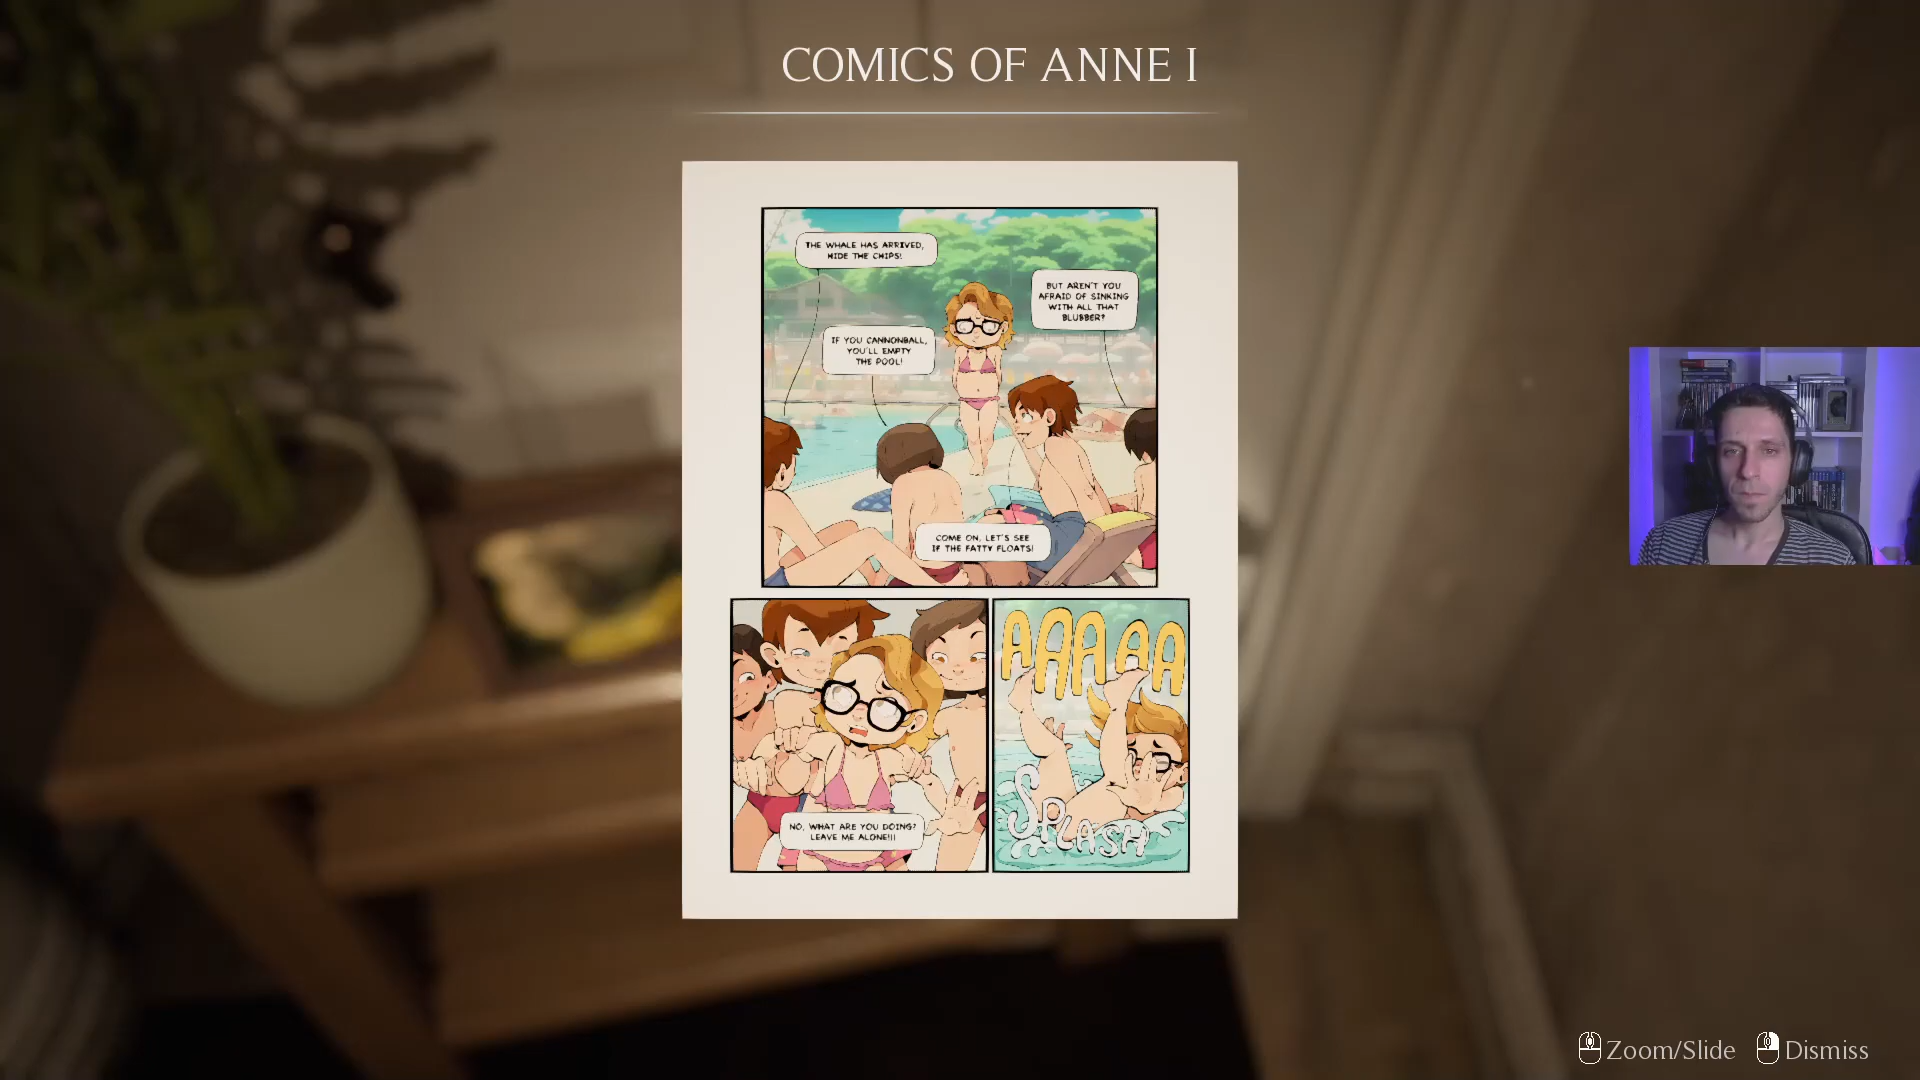 COMICS OF ANNE I
THE WHALE HAS ARRIVED,
HIDE THE CHIPS!
BUT AREN'T YOU
AFRAID OF SINKING
WITH ALL THAT
BLUBBER?
IF YOU CANNONBALL,
YOU'LL EMPTY
THE POOL!
COME ON, LET'S SEE
IF THE FATTY FLOATS!
NO, WHAT ARE YOU DOING?
LEAVE ME ALONE!!!
AAAAA
SPLASH
Zoom/Slide Dismiss